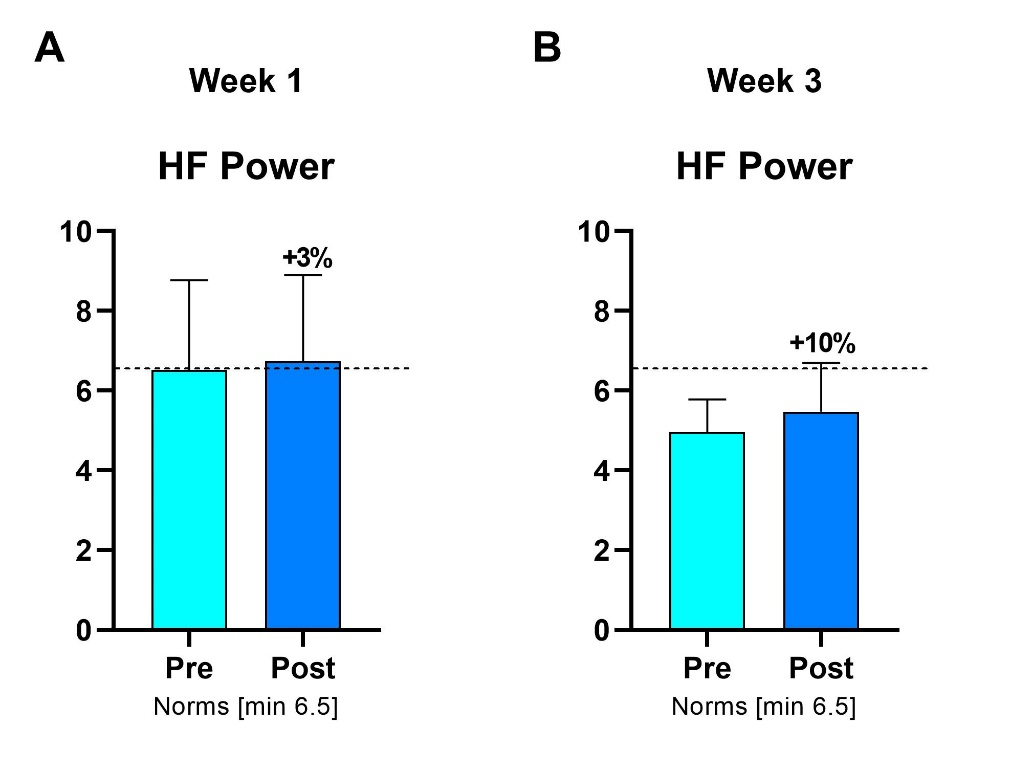 A
Week 1
HF Power
10
8
6
4
2
0
+3%
Pre Post
Norms [min 6.5]
B
Week 3
HF Power
10
8
6
4
2
0
+10%
Pre Post
Norms [min 6.5]